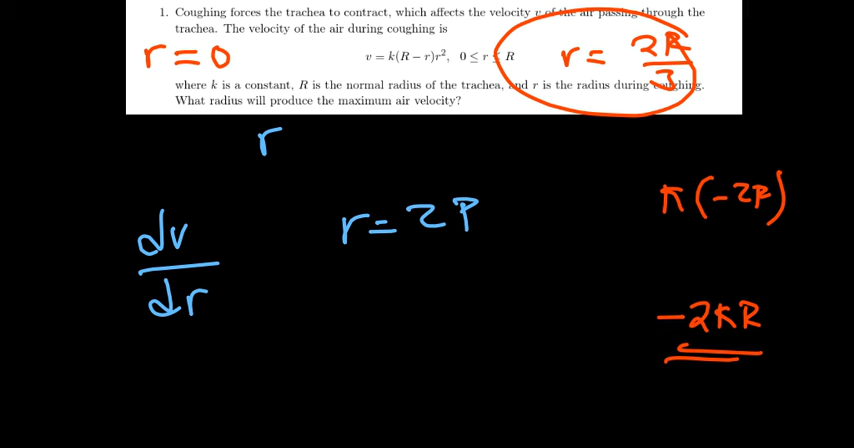 1. Coughing forces the trachea to contract, which affects the velocity v of the air passing through the
trachea. The velocity of the air during coughing is
r = 0
v = k(R − r)r², 0 ≤ r ≤ R
r = 2R/3
where k is a constant, R is the normal radius of the trachea, and r is the radius during coughing.
What radius will produce the maximum air velocity?
r
dv/dr
r = 2P
k(-2R)
-2kR